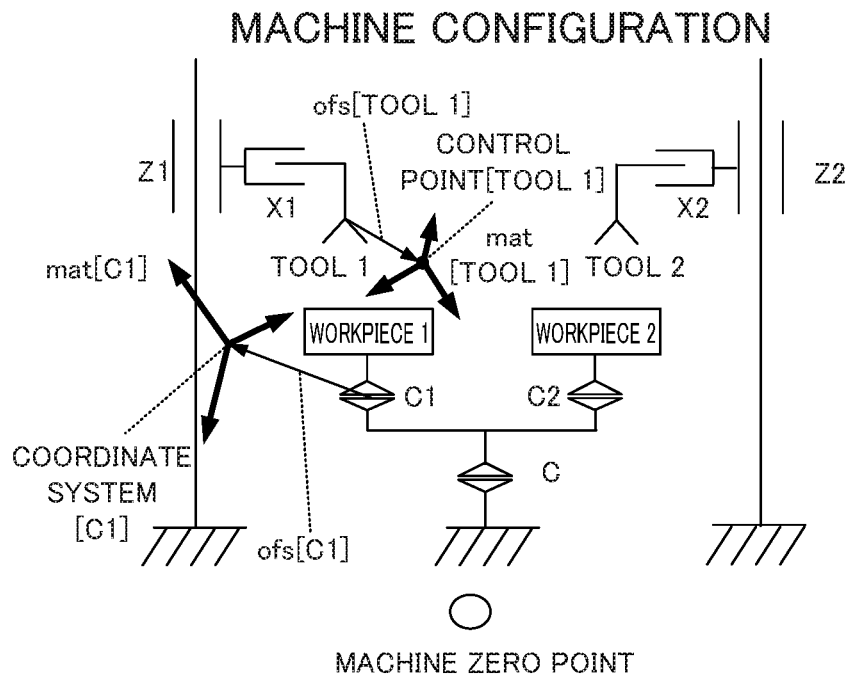 MACHINE CONFIGURATION
ofs[TOOL 1]
CONTROL
POINT[TOOL 1]
Z1
X1
X2
Z2
TOOL 1
mat
[TOOL 1]
TOOL 2
mat[C1]
WORKPIECE 1
WORKPIECE 2
C1
C2
C
COORDINATE
SYSTEM
[C1]
ofs[C1]
MACHINE ZERO POINT